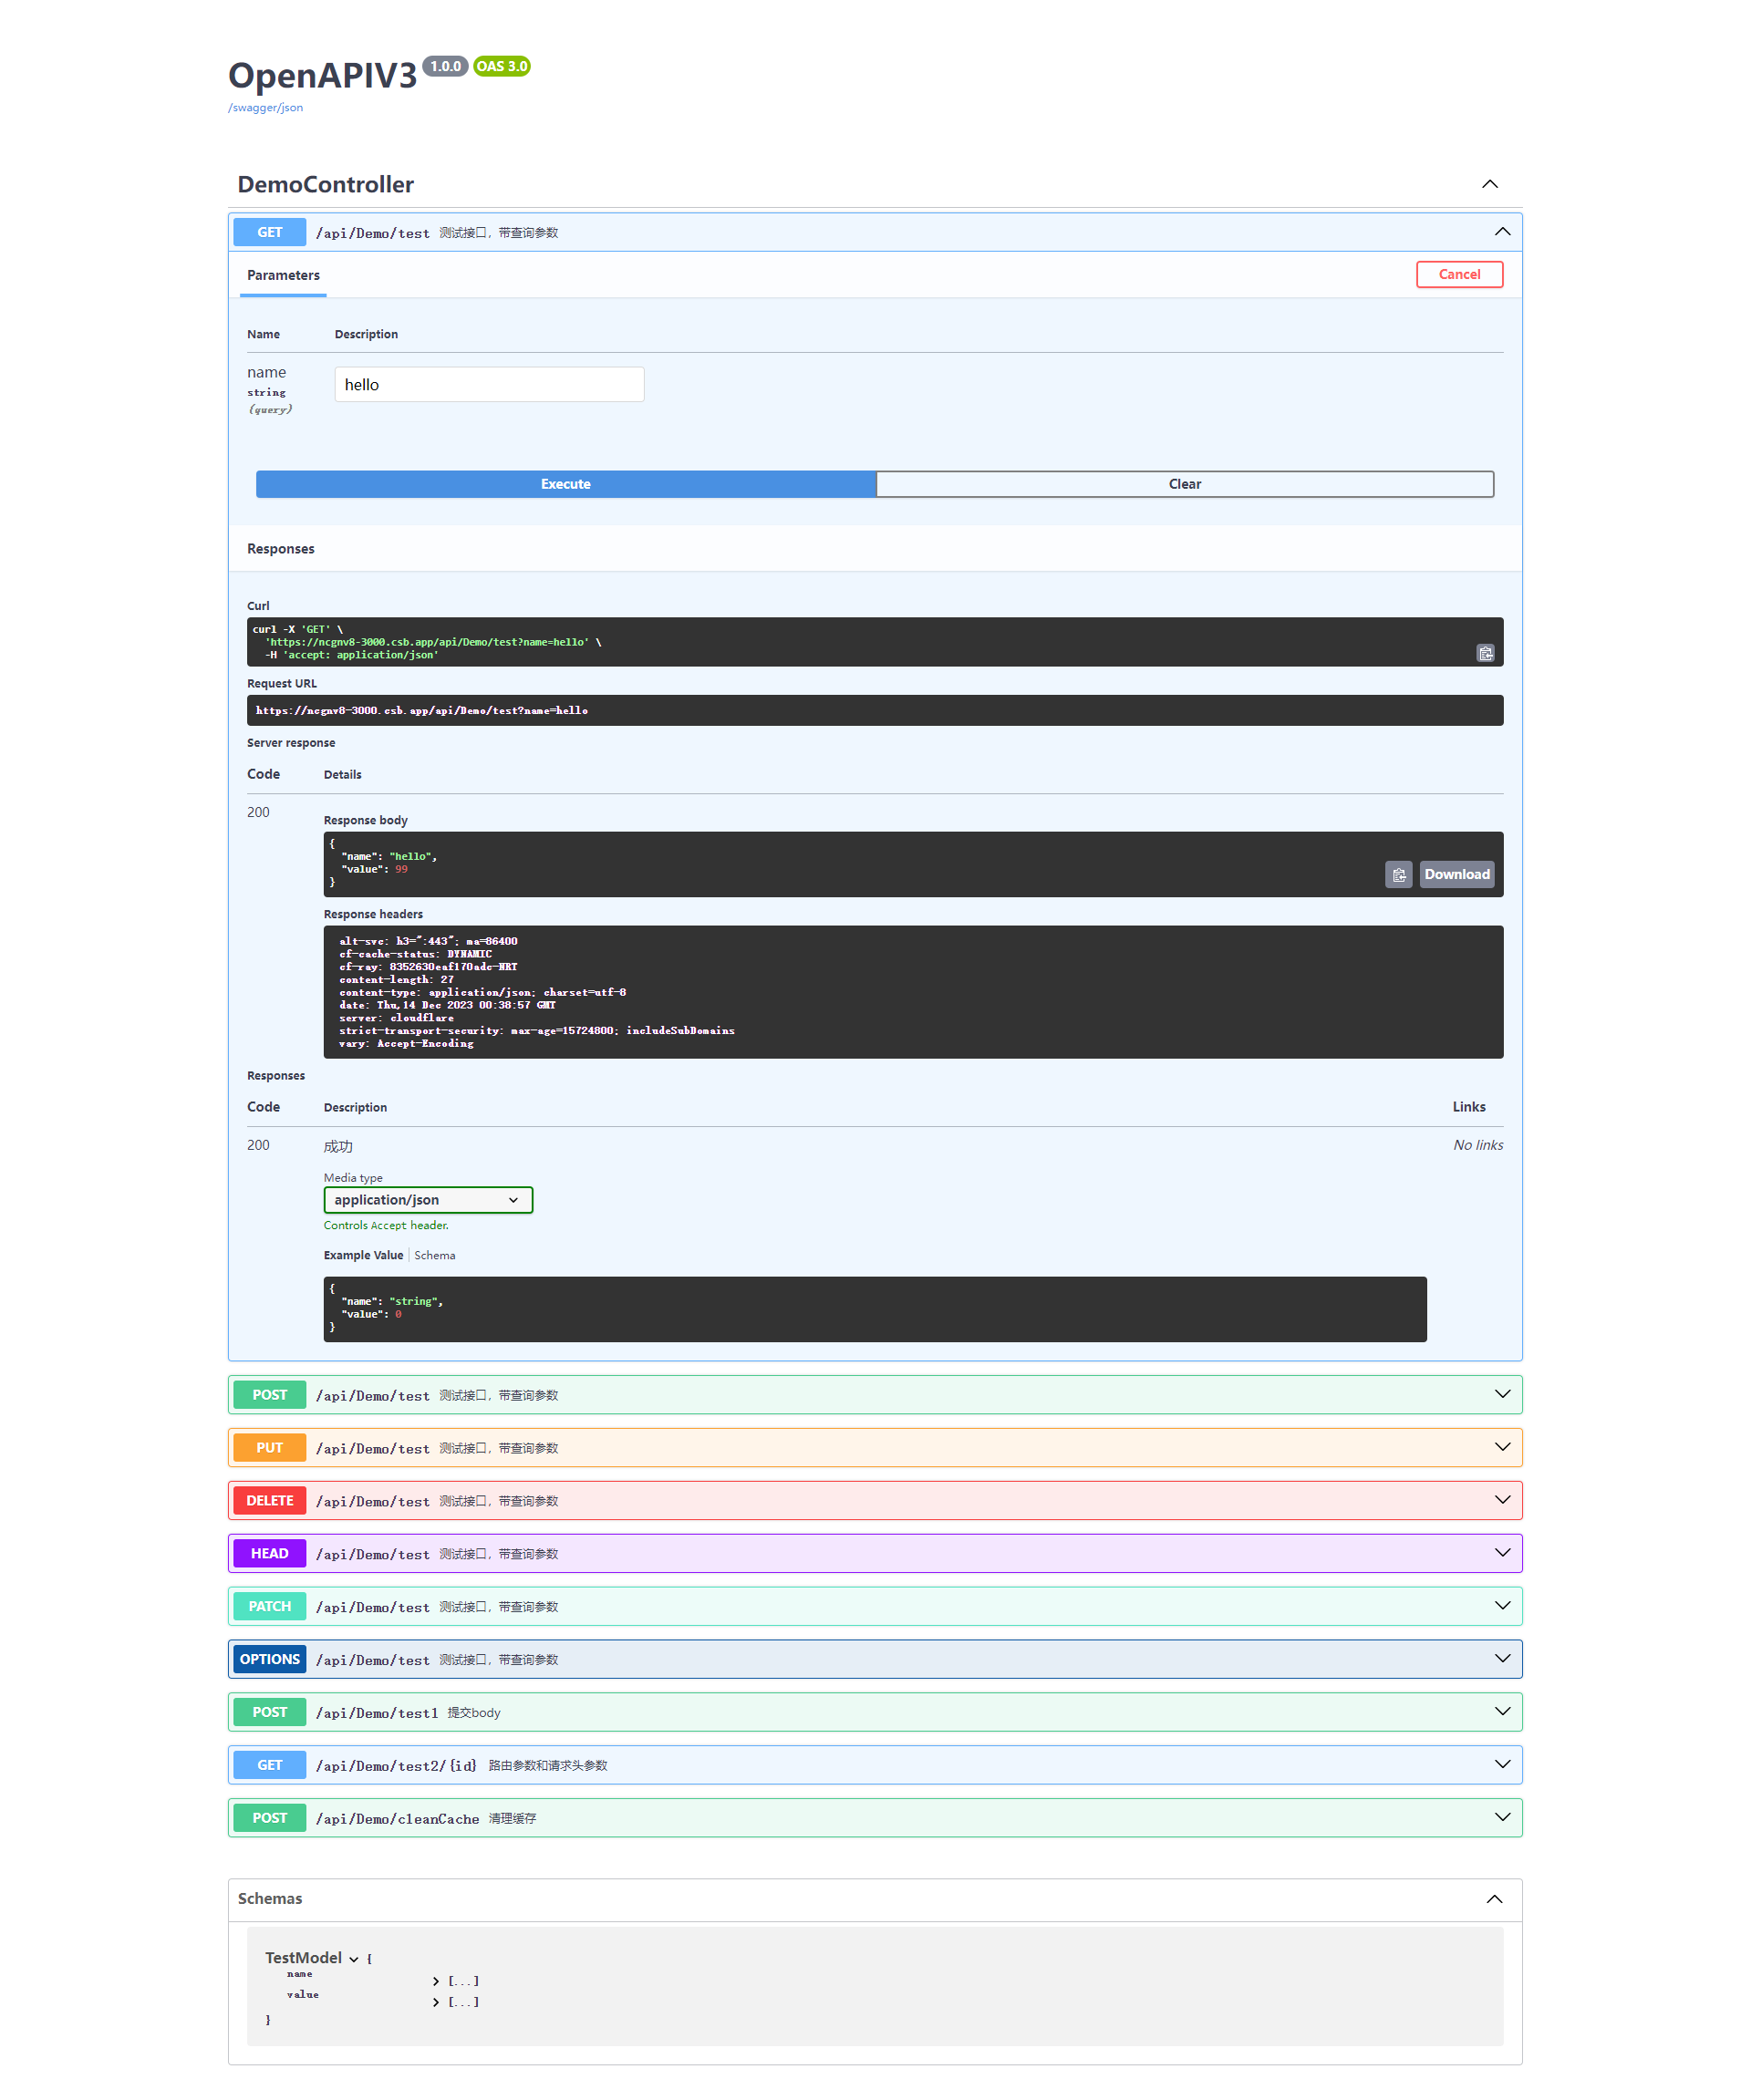 OpenAPIV3 1.0.0 OAS 3.0
/swagger/json
DemoController
GET /api/Demo/test 测试接口，带查询参数
Parameters Cancel
Name Description
name hello
string
(query)
Execute Clear
Responses
Curl
curl -X 'GET' \
'https://ncgnv8-3000.csb.app/api/Demo/test?name=hello' \
-H 'accept: application/json'
Request URL
https://ncgnv8-3000.csb.app/api/Demo/test?name=hello
Server response
Code Details
200
Response body
{
"name": "hello",
"value": 99
}
Download
Response headers
alt-svc: h3=":443"; ma=86400
cf-cache-status: DYNAMIC
cf-ray: 8352630eaf170adc-NRT
content-length: 27
content-type: application/json; charset=utf-8
date: Thu,14 Dec 2023 00:38:57 GMT
server: cloudflare
strict-transport-security: max-age=15724800; includeSubDomains
vary: Accept-Encoding
Responses
Code Description Links
200 成功 No links
Media type
application/json
Controls Accept header.
Example Value Schema
{
"name": "string",
"value": 0
}
POST /api/Demo/test 测试接口，带查询参数
PUT /api/Demo/test 测试接口，带查询参数
DELETE /api/Demo/test 测试接口，带查询参数
HEAD /api/Demo/test 测试接口，带查询参数
PATCH /api/Demo/test 测试接口，带查询参数
OPTIONS /api/Demo/test 测试接口，带查询参数
POST /api/Demo/test1 提交body
GET /api/Demo/test2/{id} 路由参数和请求头参数
POST /api/Demo/cleanCache 清理缓存
Schemas
TestModel {
name [...]
value [...]
}